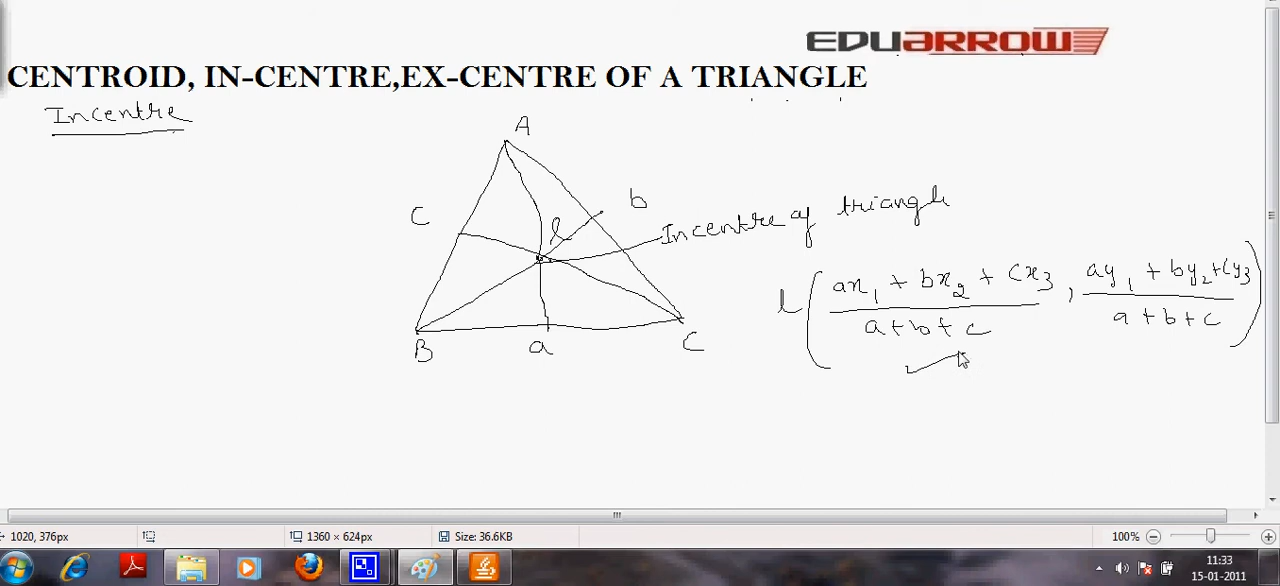 EDUARROW
CENTROID, IN-CENTRE,EX-CENTRE OF A TRIANGLE
Incentre
A
C
b
l
Incentre of triangle
l ( ax₁ + bx₂ + cx₃ / a + b + c , ay₁ + by₂ + cy₃ / a + b + c )
B
a
C
1020, 376px
1360 × 624px
Size: 36.6KB
100%
11:33
15-01-2011